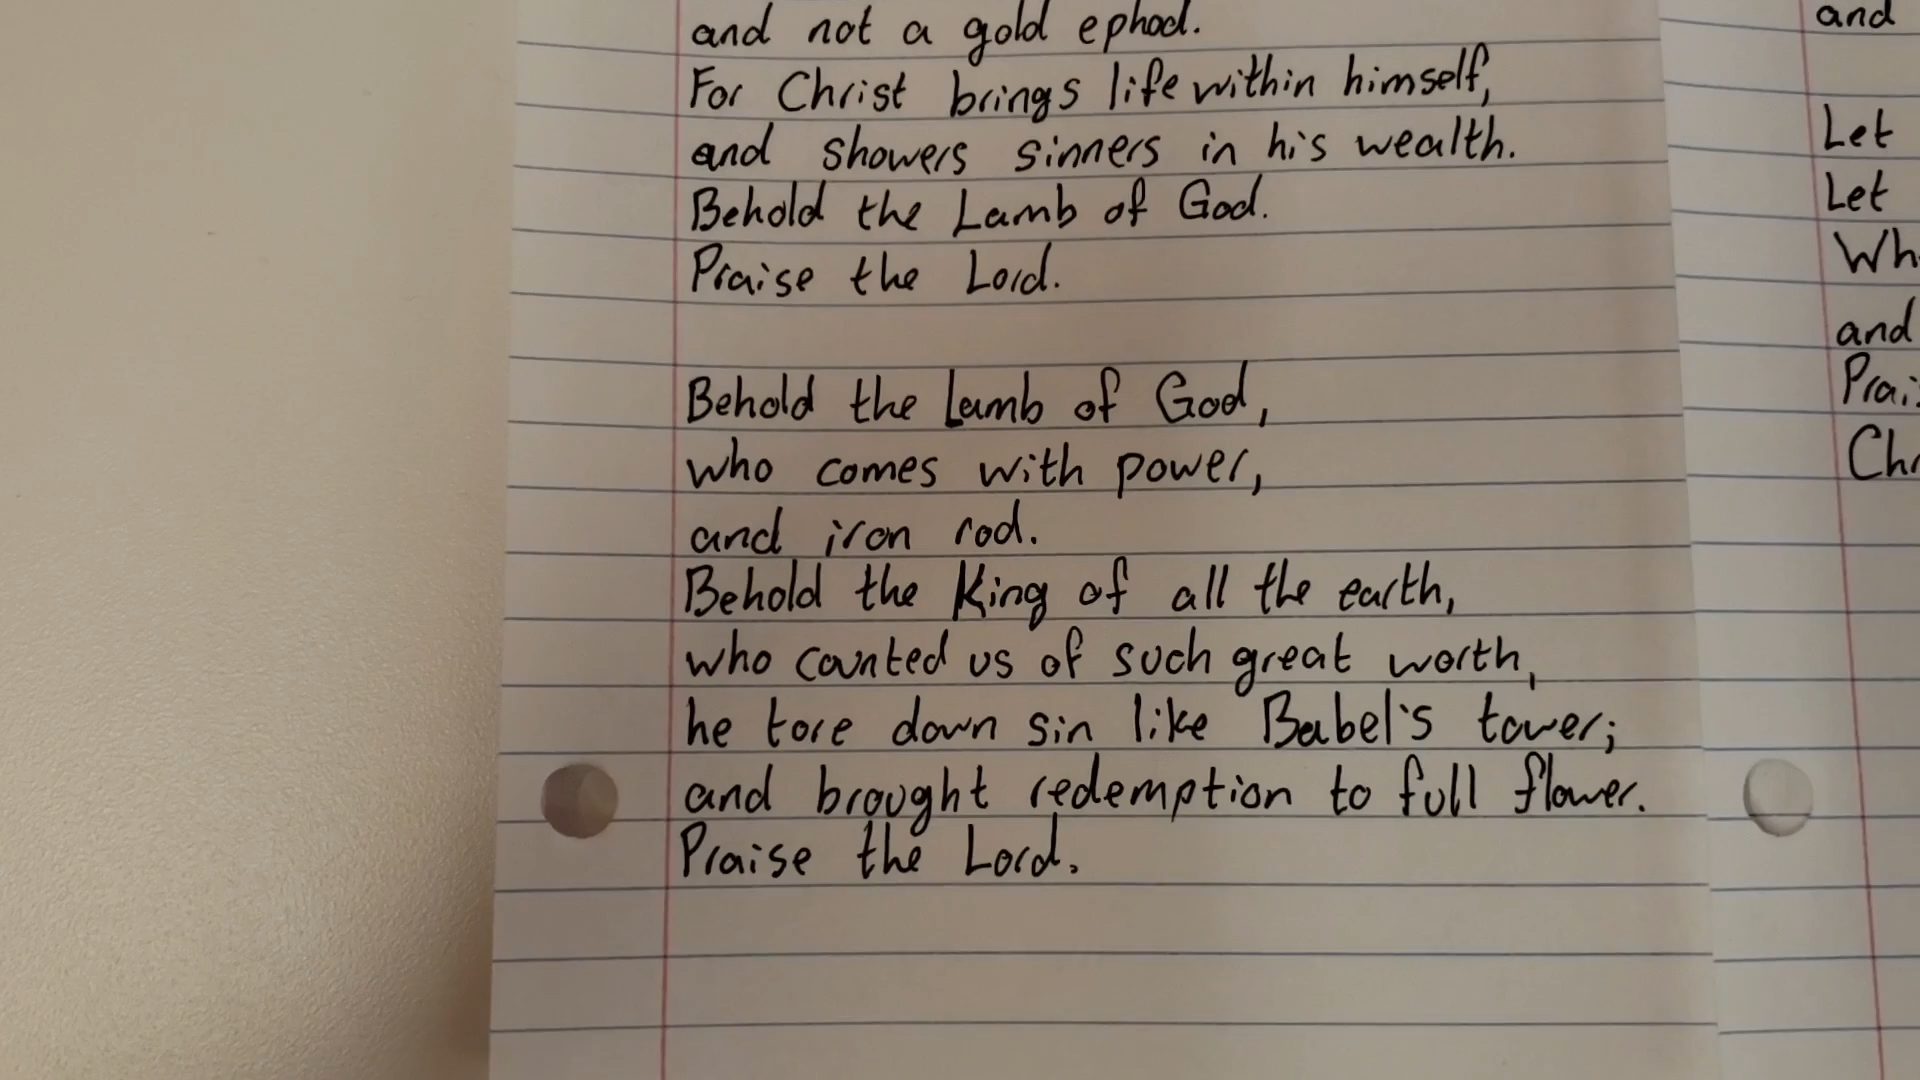 and not a gold ephod.
For Christ brings life within himself,
and showers sinners in his wealth.
Behold the Lamb of God.
Praise the Lord.
Behold the Lamb of God,
who comes with power,
and iron rod.
Behold the King of all the earth,
who counted us of such great worth,
he tore down sin like Babel's tower;
and brought redemption to full flower.
Praise the Lord.
and
Let
Let
Wh
and
Prai
Ch